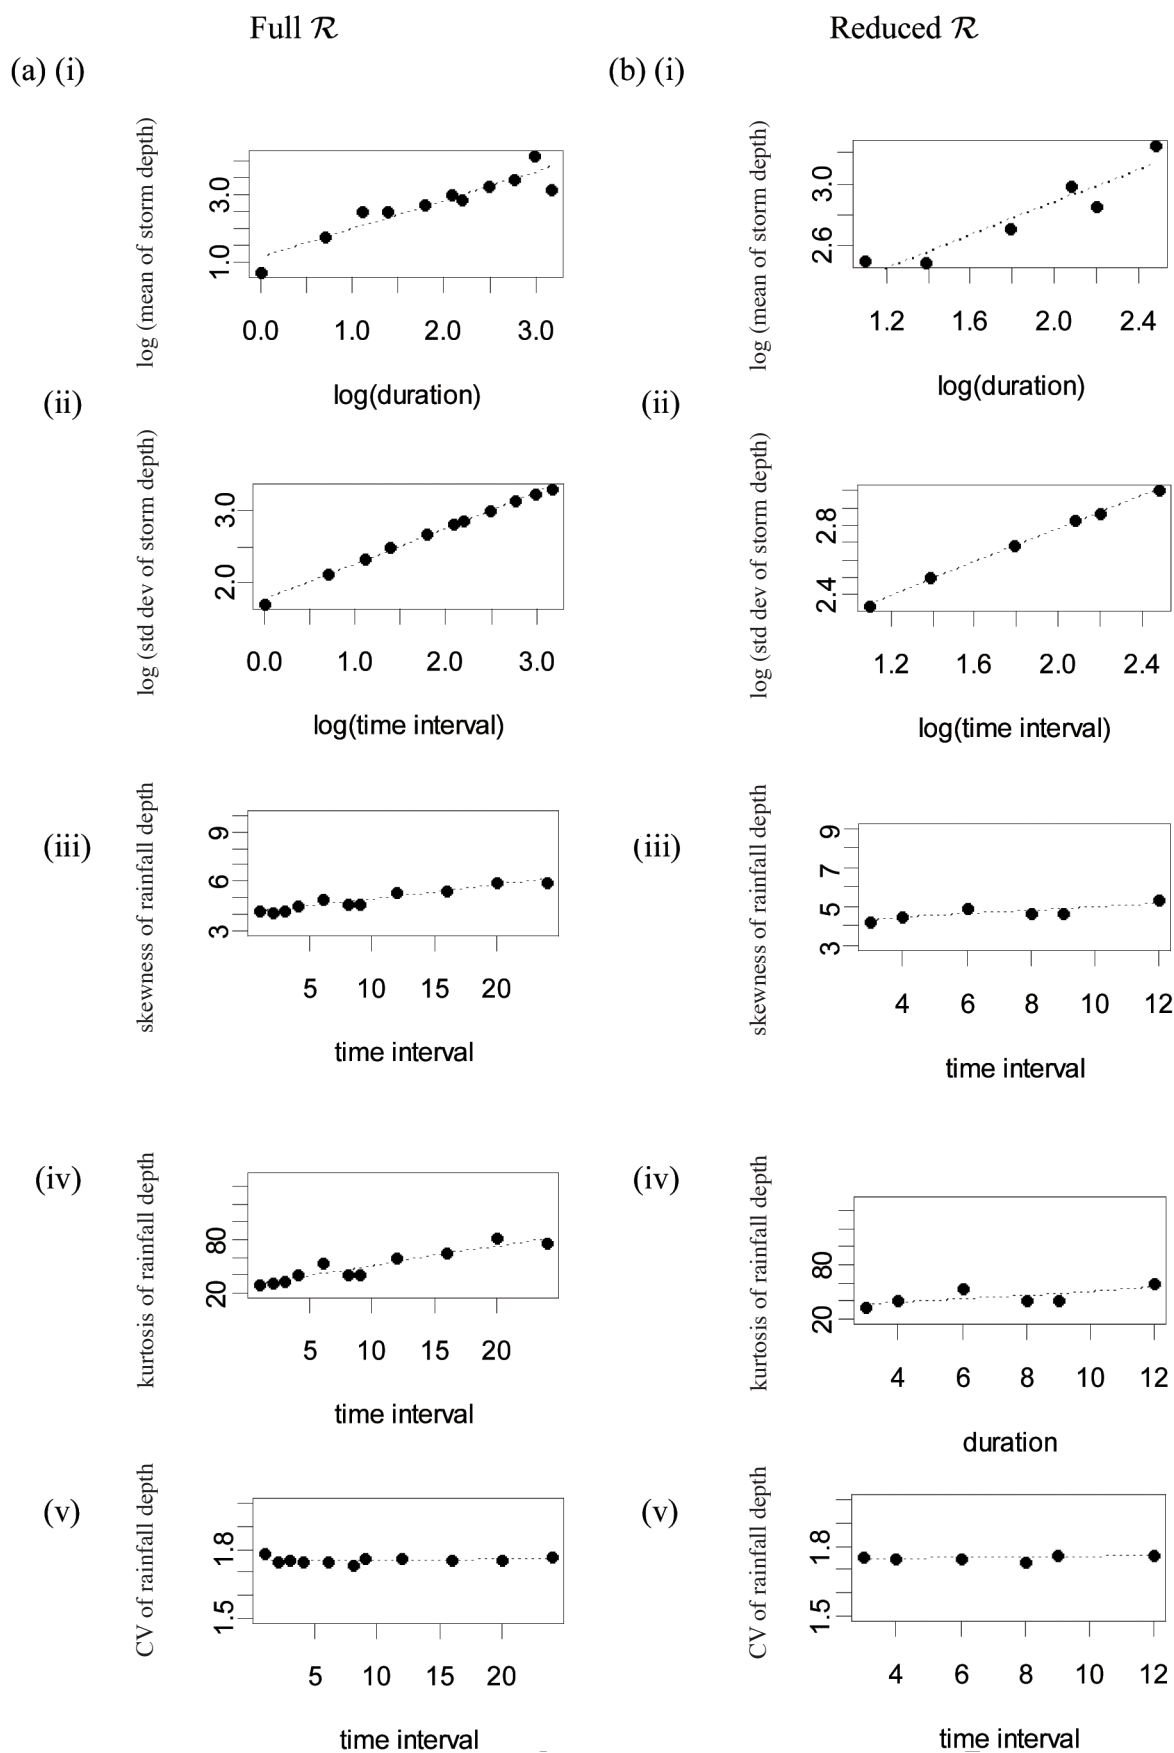 Full R
Reduced R
(a) (i)
log (mean of storm depth)
1.0 3.0
0.0 1.0 2.0 3.0
log(duration)
(b) (i)
log (mean of storm depth)
2.6 3.0
1.2 1.6 2.0 2.4
log(duration)
(ii)
log (std dev of storm depth)
2.0 3.0
0.0 1.0 2.0 3.0
log(time interval)
(ii)
log (std dev of storm depth)
2.4 2.8
1.2 1.6 2.0 2.4
log(time interval)
(iii)
skewness of rainfall depth
3 6 9
5 10 15 20
time interval
(iii)
skewness of rainfall depth
3 5 7 9
4 6 8 10 12
time interval
(iv)
kurtosis of rainfall depth
20 80
5 10 15 20
time interval
(iv)
kurtosis of rainfall depth
20 80
4 6 8 10 12
duration
(v)
CV of rainfall depth
1.5 1.8
5 10 15 20
time interval
(v)
CV of rainfall depth
1.5 1.8
4 6 8 10 12
time interval